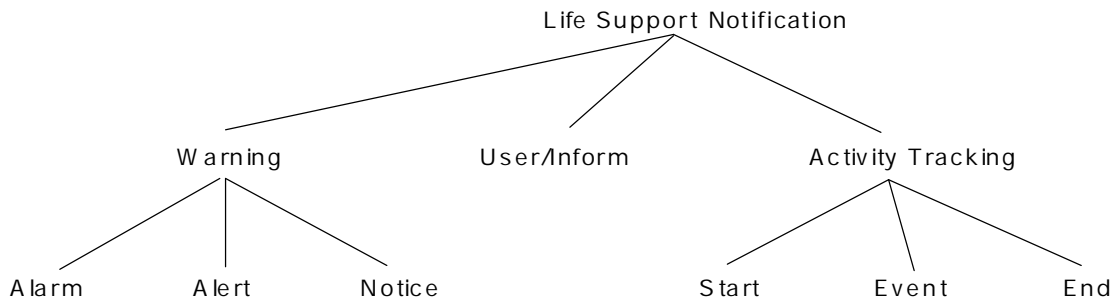 Life Support Notification
Warning User/Inform Activity Tracking
Alarm Alert Notice Start Event End